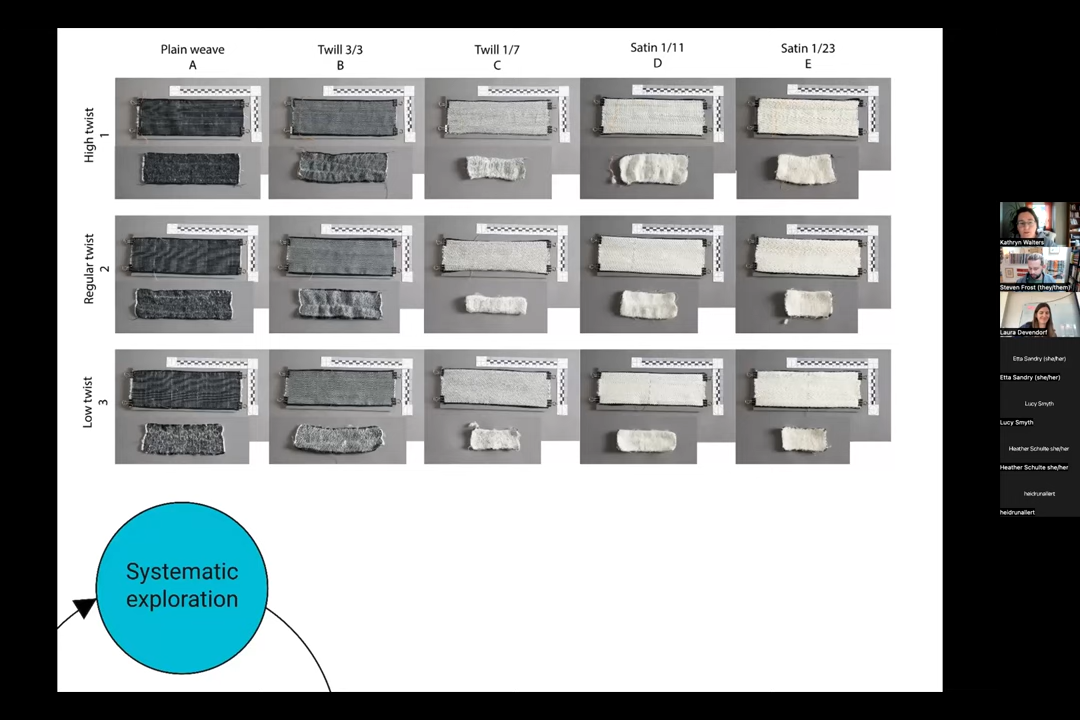 Plain weave
A
Twill 3/3
B
Twill 1/7
C
Satin 1/11
D
Satin 1/23
E
High twist
1
Regular twist
2
Low twist
3
Systematic
exploration
Kathryn Walters
Steven Frost (they/them)
Laura Devendorf
Etta Sandry (she/her)
Etta Sandry (she/her)
Lucy Smyth
Lucy Smyth
Heather Schulte she/her
Heather Schulte she/her
heidrunallert
heidrunallert